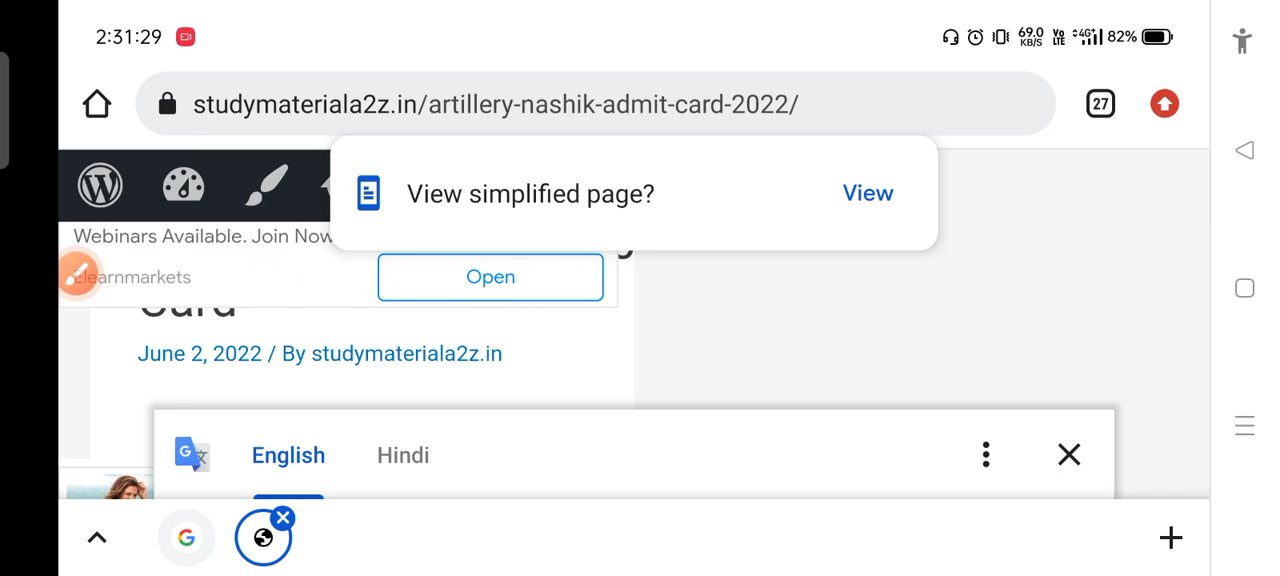 2:31:29
69.0 KB/S
VO LTE
4G+
82%
studymateriala2z.in/artillery-nashik-admit-card-2022/
27
View simplified page?
View
Webinars Available. Join Now
Elearnmarkets
Open
Card
June 2, 2022 / By studymateriala2z.in
English
Hindi